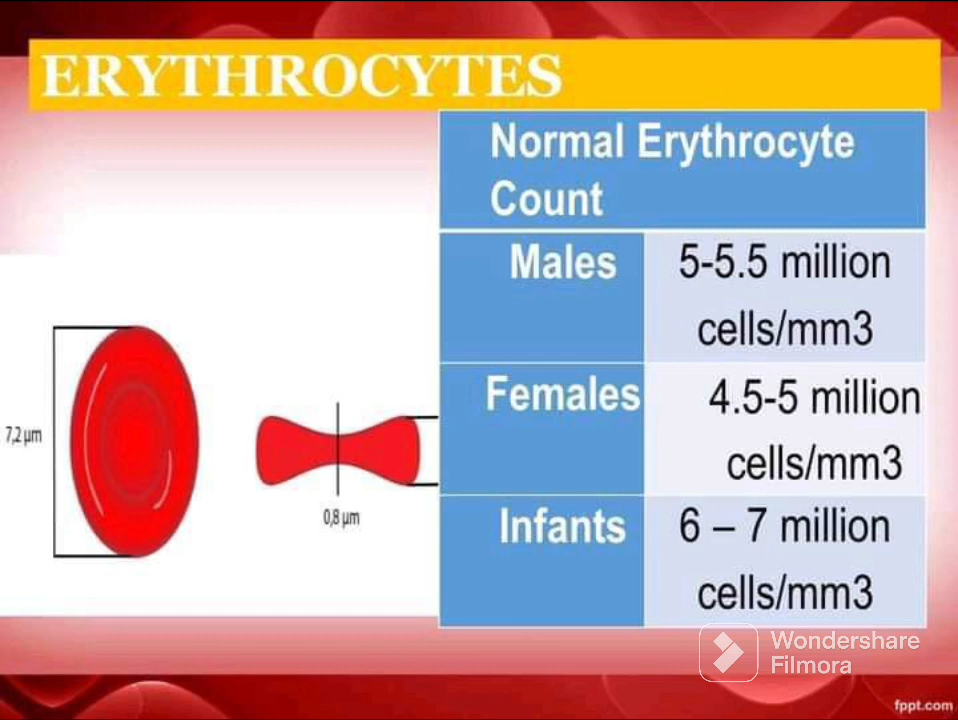 ERYTHROCYTES
Normal Erythrocyte
Count
Males
5-5.5 million
cells/mm3
Females
4.5-5 million
cells/mm3
Infants
6 – 7 million
cells/mm3
7,2 µm
0,8 µm
Wondershare
Filmora
fppt.com